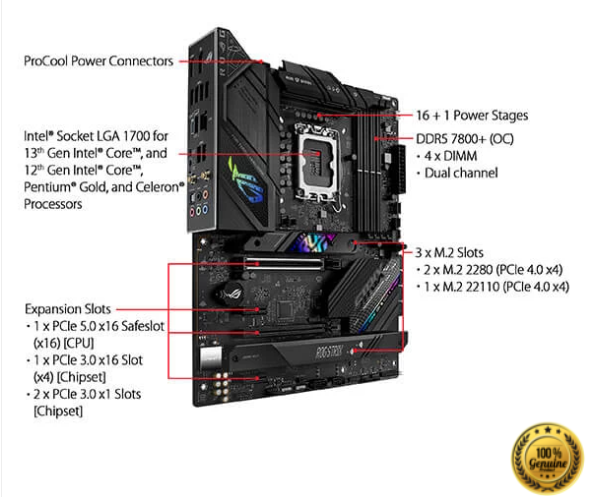 ProCool Power Connectors
16 + 1 Power Stages
Intel® Socket LGA 1700 for
13th Gen Intel® Core™, and
12th Gen Intel® Core™,
Pentium® Gold, and Celeron®
Processors
DDR5 7800+ (OC)
· 4 x DIMM
· Dual channel
3 x M.2 Slots
· 2 x M.2 2280 (PCIe 4.0 x4)
· 1 x M.2 22110 (PCIe 4.0 x4)
Expansion Slots
· 1 x PCIe 5.0 x16 Safeslot
(x16) [CPU]
· 1 x PCIe 3.0 x16 Slot
(x4) [Chipset]
· 2 x PCIe 3.0 x1 Slots
[Chipset]
ROG STRIX
100 %
Genuine